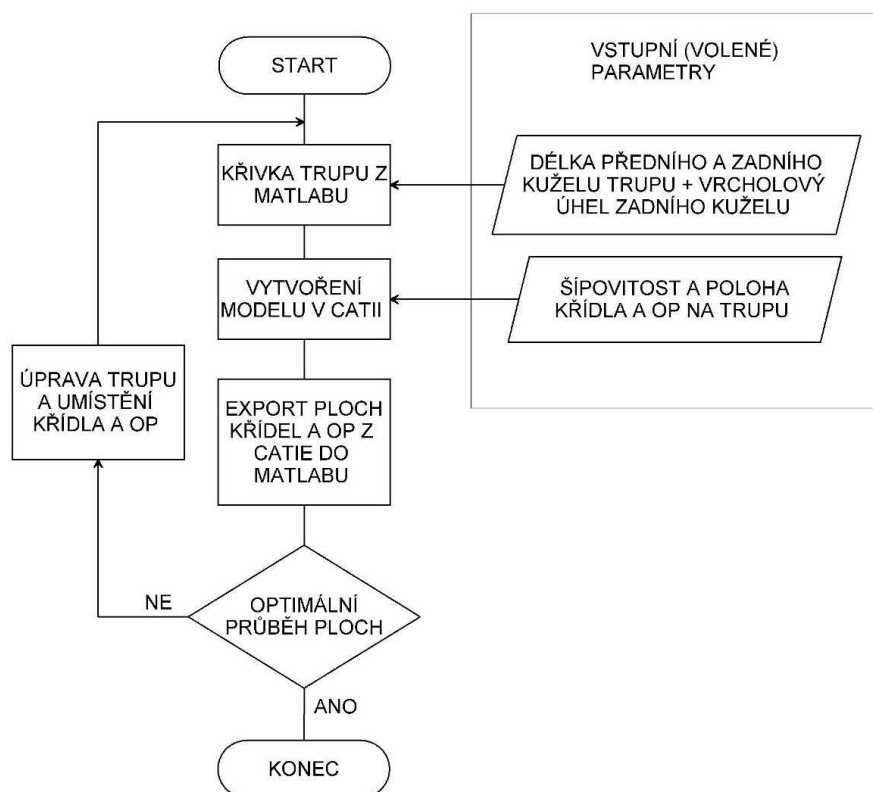 START
VSTUPNÍ (VOLENÉ)
PARAMETRY
KŘIVKA TRUPU Z
MATLABU
DÉLKA PŘEDNÍHO A ZADNÍHO
KUŽELU TRUPU + VRCHOLOVÝ
ÚHEL ZADNÍHO KUŽELU
VYTVOŘENÍ
MODELU V CATII
ŠÍPOVITOST A POLOHA
KŘÍDLA A OP NA TRUPU
ÚPRAVA TRUPU
A UMÍSTĚNÍ
KŘÍDLA A OP
EXPORT PLOCH
KŘÍDEL A OP Z
CATIE DO
MATLABU
NE
OPTIMÁLNÍ
PRŮBĚH PLOCH
ANO
KONEC